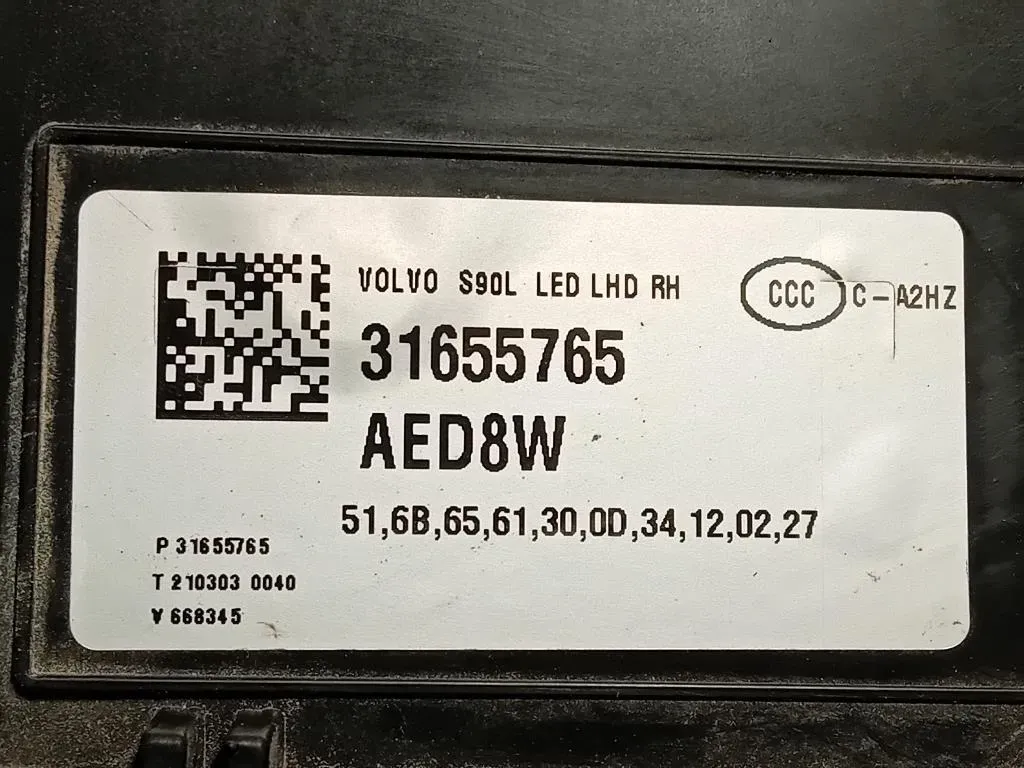 VOLVO S90L LED LHD RH
CCC C-A2HZ
31655765
AED8W
51,6B,65,61,30,0D,34,12,02,27
P 31655765
T 210303 0040
V 668345